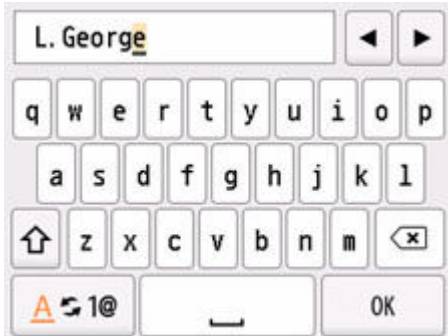 L. George
q w e r t y u i o p
a s d f g h j k l
z x c v b n m
A 1@ OK